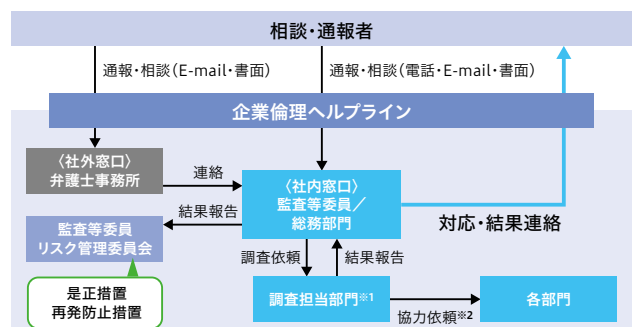 相談・通報者
通報・相談（E-mail・書面）
通報・相談（電話・E-mail・書面）
企業倫理ヘルプライン
〈社外窓口〉
弁護士事務所
連絡
〈社内窓口〉
監査等委員／
総務部門
結果報告
監査等委員
リスク管理委員会
対応・結果連絡
是正措置
再発防止措置
調査依頼
結果報告
調査担当部門※1
協力依頼※2
各部門